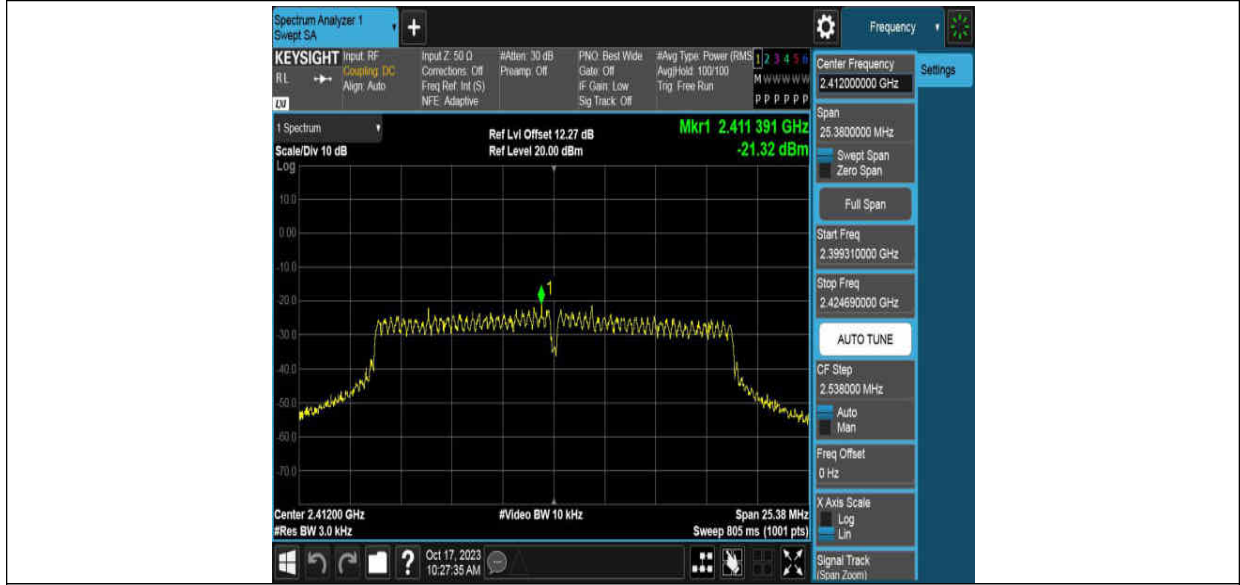 Spectrum Analyzer 1
Swept SA
+
Frequency
KEYSIGHT
RL
LXI
Input: RF
Coupling: DC
Align: Auto
Input Z: 50 Ω
Corrections: Off
Freq Ref: Int (S)
NFE: Adaptive
#Atten: 30 dB
Preamp: Off
PNO: Best Wide
Gate: Off
IF Gain: Low
Sig Track: Off
#Avg Type: Power (RMS
Avg|Hold: 100/100
Trig: Free Run
1 2 3 4 5 6
M W W W W W
P P P P P P
1 Spectrum
Scale/Div 10 dB
Ref Lvl Offset 12.27 dB
Ref Level 20.00 dBm
Mkr1 2.411 391 GHz
-21.32 dBm
Log
10.0
0.00
-10.0
-20.0
-30.0
-40.0
-50.0
-60.0
-70.0
1
Center 2.41200 GHz
#Res BW 3.0 kHz
#Video BW 10 kHz
Span 25.38 MHz
Sweep 805 ms (1001 pts)
Oct 17, 2023
10:27:35 AM
?
Center Frequency
2.412000000 GHz
Settings
Span
25.3800000 MHz
Swept Span
Zero Span
Full Span
Start Freq
2.399310000 GHz
Stop Freq
2.424690000 GHz
AUTO TUNE
CF Step
2.538000 MHz
Auto
Man
Freq Offset
0 Hz
X Axis Scale
Log
Lin
Signal Track
(Span Zoom)